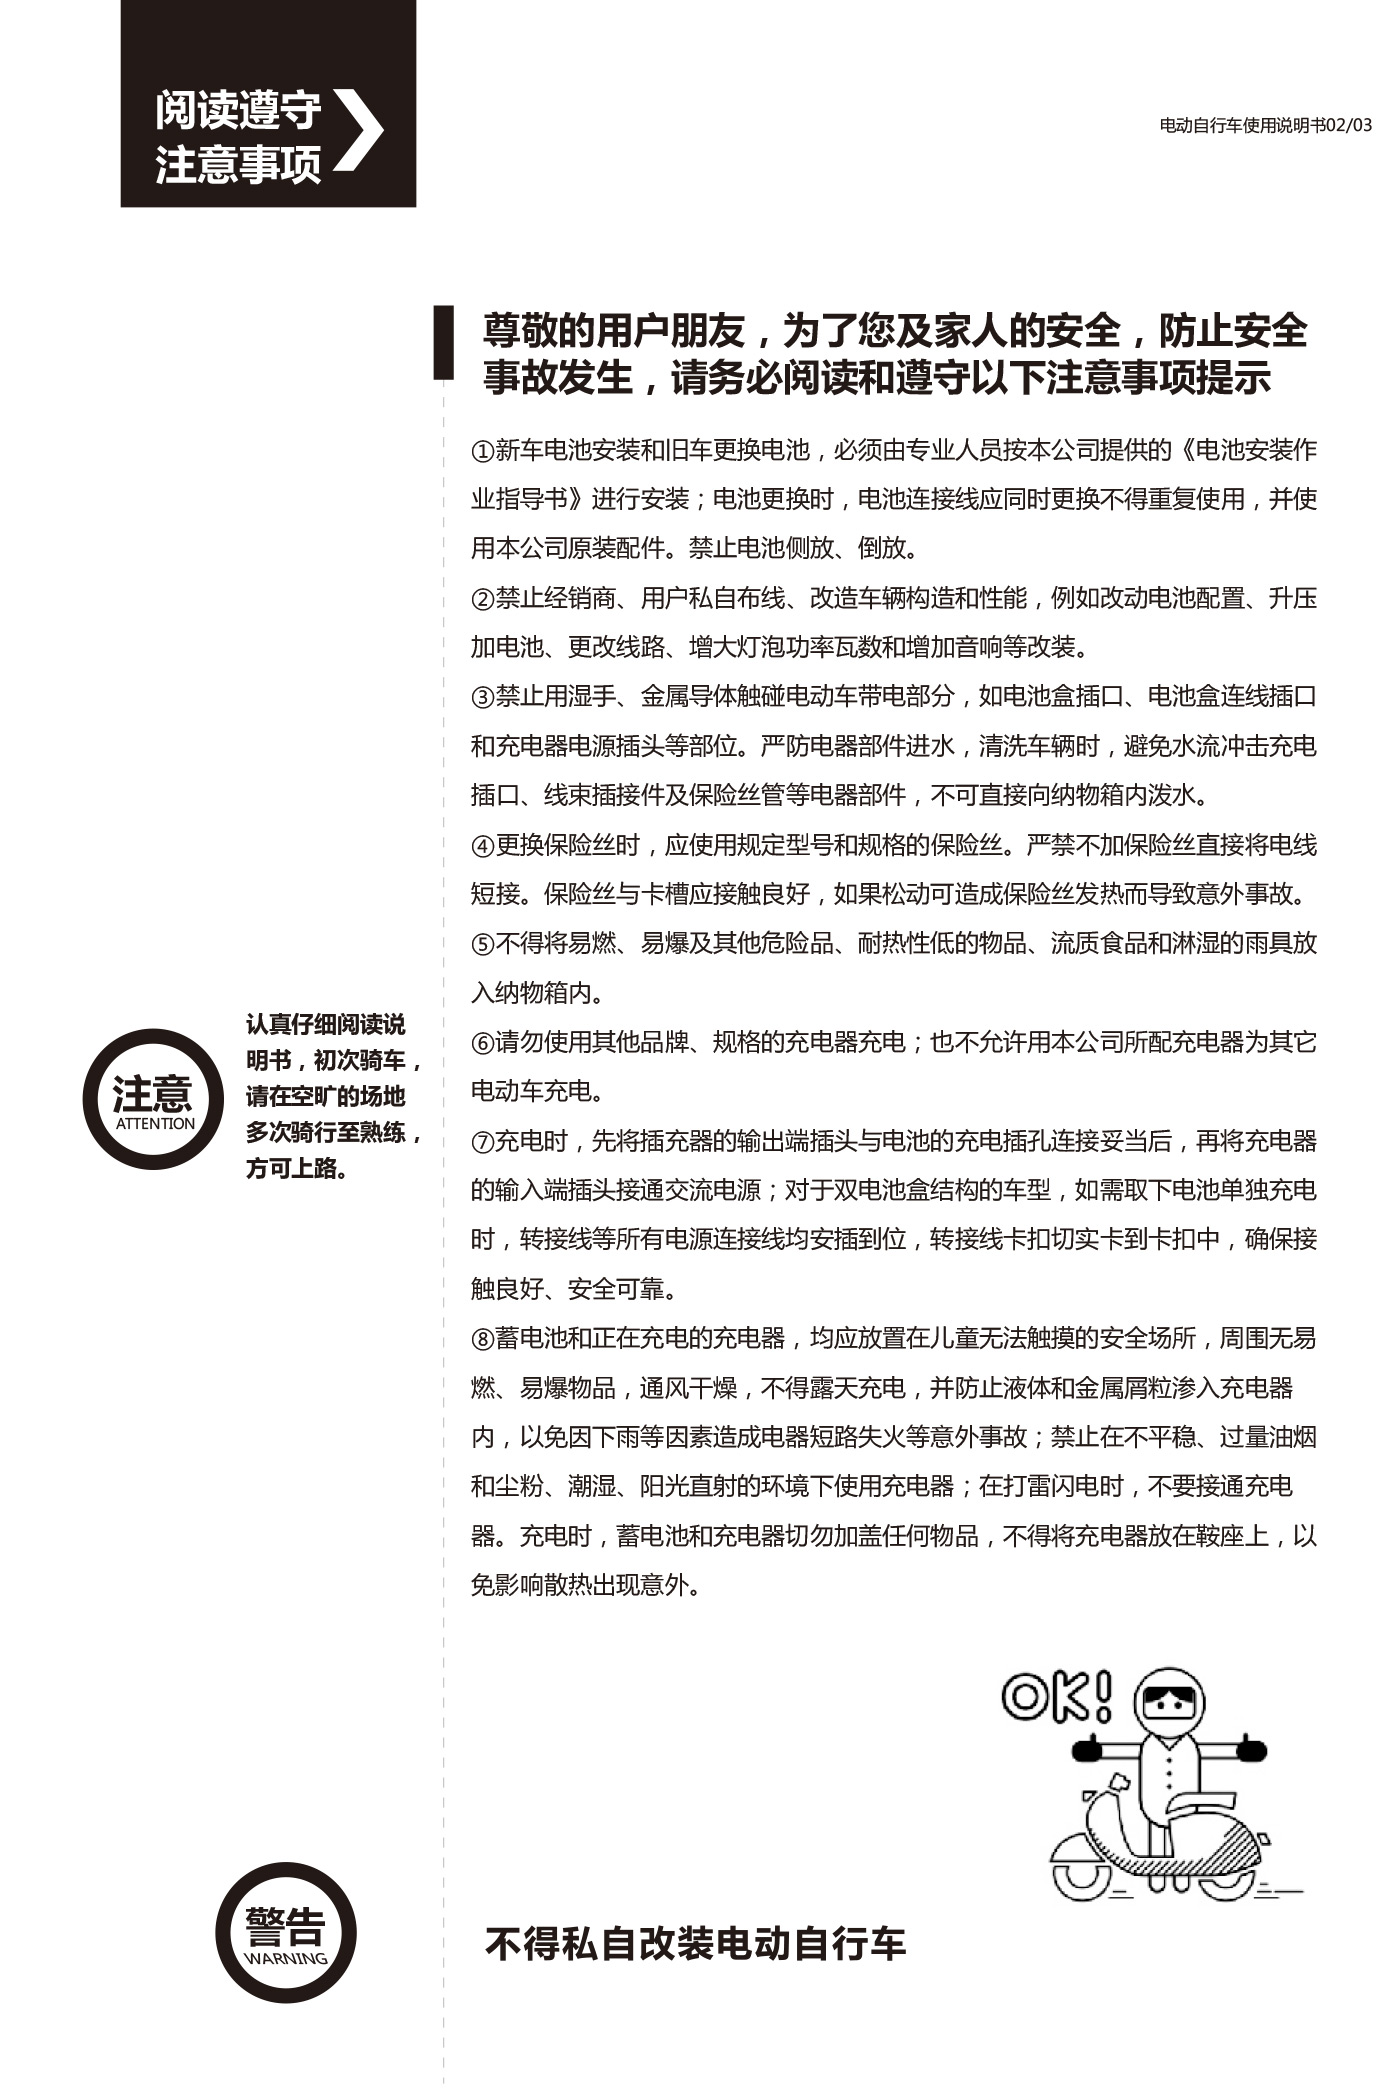 阅读遵守
注意事项
电动自行车使用说明书02/03
尊敬的用户朋友，为了您及家人的安全，防止安全
事故发生，请务必阅读和遵守以下注意事项提示
①新车电池安装和旧车更换电池，必须由专业人员按本公司提供的《电池安装作
业指导书》进行安装；电池更换时，电池连接线应同时更换不得重复使用，并使
用本公司原装配件。禁止电池侧放、倒放。
②禁止经销商、用户私自布线、改造车辆构造和性能，例如改动电池配置、升压
加电池、更改线路、增大灯泡功率瓦数和增加音响等改装。
③禁止用湿手、金属导体触碰电动车带电部分，如电池盒插口、电池盒连线插口
和充电器电源插头等部位。严防电器部件进水，清洗车辆时，避免水流冲击充电
插口、线束插接件及保险丝管等电器部件，不可直接向纳物箱内泼水。
④更换保险丝时，应使用规定型号和规格的保险丝。严禁不加保险丝直接将电线
短接。保险丝与卡槽应接触良好，如果松动可造成保险丝发热而导致意外事故。
⑤不得将易燃、易爆及其他危险品、耐热性低的物品、流质食品和淋湿的雨具放
入纳物箱内。
⑥请勿使用其他品牌、规格的充电器充电；也不允许用本公司所配充电器为其它
电动车充电。
⑦充电时，先将插充器的输出端插头与电池的充电插孔连接妥当后，再将充电器
的输入端插头接通交流电源；对于双电池盒结构的车型，如需取下电池单独充电
时，转接线等所有电源连接线均安插到位，转接线卡扣切实卡到卡扣中，确保接
触良好、安全可靠。
⑧蓄电池和正在充电的充电器，均应放置在儿童无法触摸的安全场所，周围无易
燃、易爆物品，通风干燥，不得露天充电，并防止液体和金属屑粒渗入充电器
内，以免因下雨等因素造成电器短路失火等意外事故；禁止在不平稳、过量油烟
和尘粉、潮湿、阳光直射的环境下使用充电器；在打雷闪电时，不要接通充电
器。充电时，蓄电池和充电器切勿加盖任何物品，不得将充电器放在鞍座上，以
免影响散热出现意外。
注意
ATTENTION
认真仔细阅读说
明书，初次骑车，
请在空旷的场地
多次骑行至熟练，
方可上路。
OK!
警告
WARNING
不得私自改装电动自行车